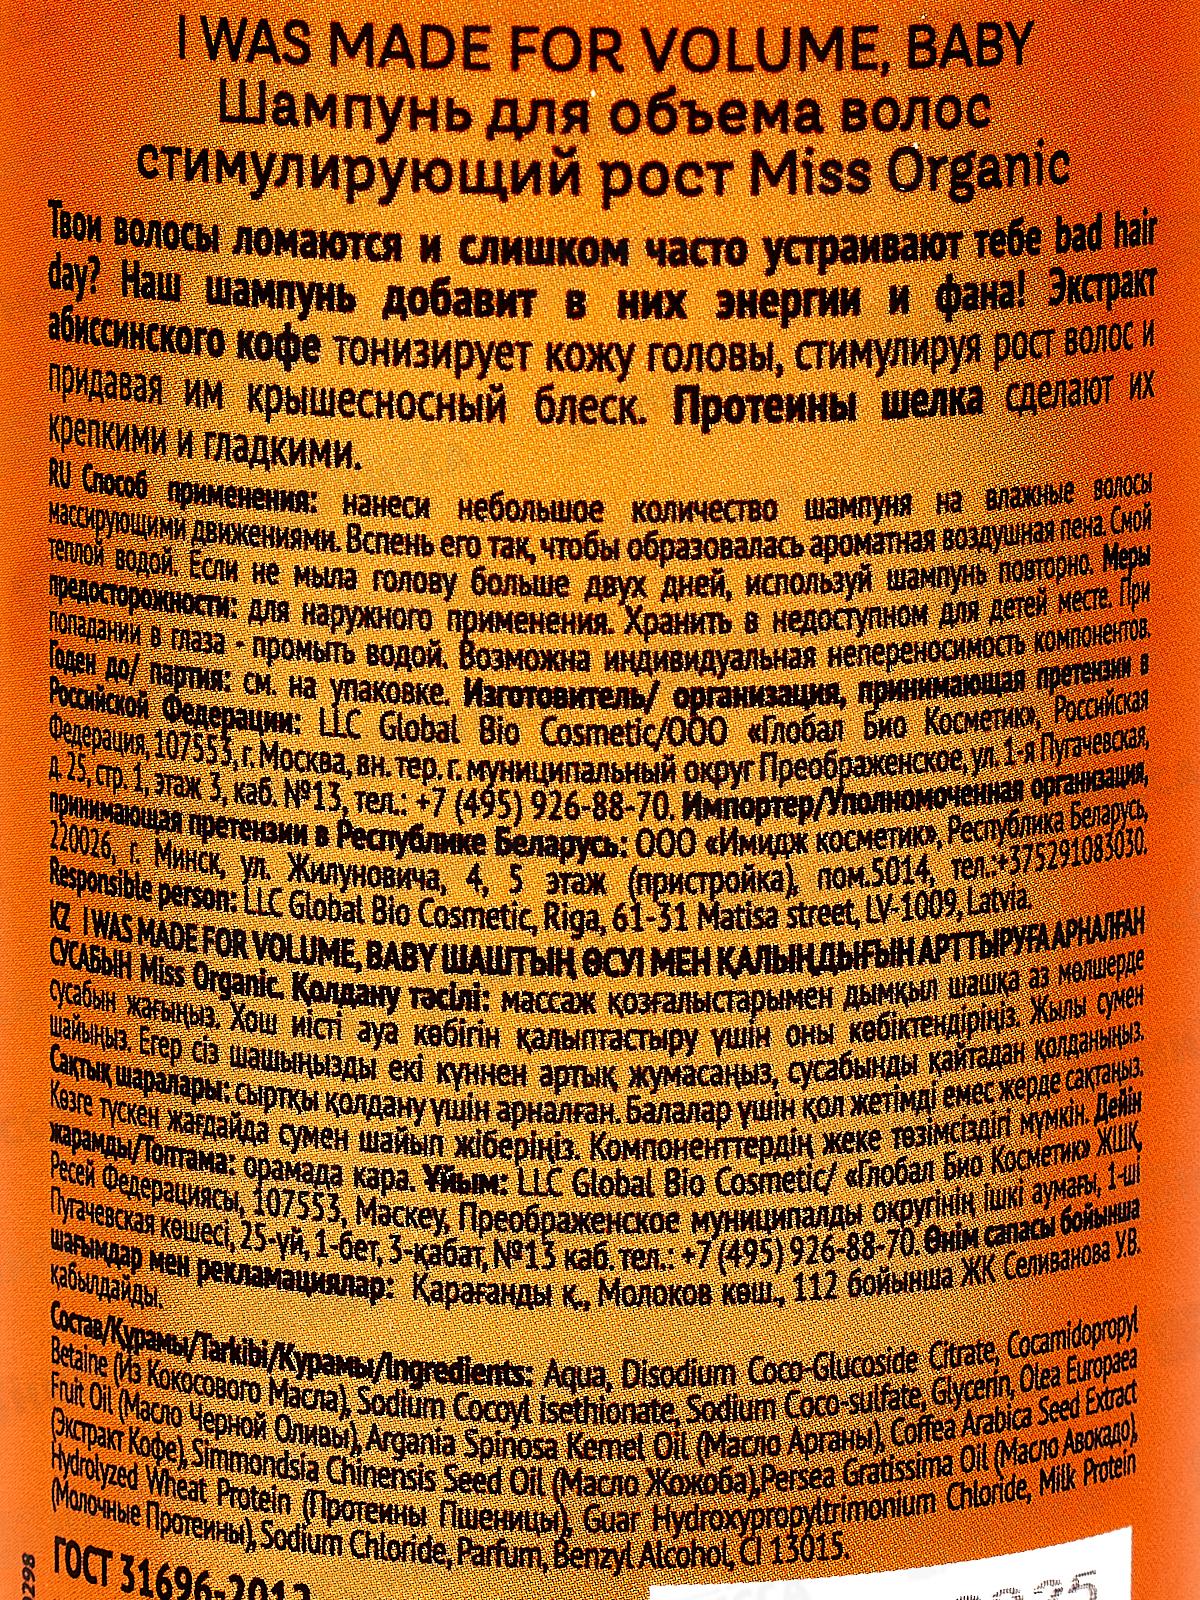 I WAS MADE FOR VOLUME, BABY
Шампунь для объема волос
стимулирующий рост Miss Organic
Твои волосы ломаются и слишком часто устраивают тебе bad hair
day? Наш шампунь добавит в них энергии и фана! Экстракт
абиссинского кофе тонизирует кожу головы, стимулируя рост волос и
придавая им крышесносный блеск. Протеины шелка сделают их
крепкими и гладкими.
RU Способ применения: нанеси небольшое количество шампуня на влажные волосы
массирующими движениями. Вспень его так, чтобы образовалась ароматная воздушная пена. Смой
теплой водой. Если не мыла голову больше двух дней, используй шампунь повторно. Меры
предосторожности: для наружного применения. Хранить в недоступном для детей месте. При
попадании в глаза - промыть водой. Возможна индивидуальная непереносимость компонентов.
Годен до/ партия: см. на упаковке. Изготовитель/ организация, принимающая претензии в
Российской Федерации: LLC Global Bio Cosmetic/ООО «Глобал Био Косметик», Российская
Федерация, 107553, г. Москва, вн. тер. г. муниципальный округ Преображенское, ул. 1-я Пугачевская,
д. 25, стр. 1, этаж 3, каб. №13, тел.: +7 (495) 926-88-70. Импортер/Уполномоченная организация,
принимающая претензии в Республике Беларусь: ООО «Имидж косметик», Республика Беларусь,
220026, г. Минск, ул. Жилуновича, 4, 5 этаж (пристройка), пом.5014, тел.:+375291083030.
Responsible person: LLC Global Bio Cosmetic, Riga, 61-31 Matisa street, LV-1009, Latvia.
KZ I WAS MADE FOR VOLUME, BABY ШАШТЫҢ ӨСУІ МЕН ҚАЛЫҢДЫҒЫН АРТТЫРУҒА АРНАЛҒАН
СУСАБЫН Miss Organic. Қолдану тәсілі: массаж қозғалыстарымен дымқыл шашқа аз мөлшерде
сусабын жағыңыз. Хош иісті ауа көбігін қалыптастыру үшін оны көбіктендіріңіз. Жылы сумен
шайыңыз. Егер сіз шашыңызды екі күннен артық жумасаңыз, сусабынды қайтадан қолданыңыз.
Сақтық шаралары: сыртқы қолдану үшін арналған. Балалар үшін қол жетімді емес жерде сақтаңыз.
Көзге түскен жағдайда сумен шайып жіберіңіз. Компоненттердің жеке төзімсіздігі мүмкін. Дейін
жарамды/Топтама: орамада кара. Ұйым: LLC Global Bio Cosmetic/ «Глобал Био Косметик» ЖШҚ,
Ресей Федерациясы, 107553, Маскеу, Преображенское муниципалды округінің ішкі аумағы, 1-ші
Пугачевская көшесі, 25-үй, 1-бет, 3-қабат, №13 каб. тел.: +7 (495) 926-88-70. Өнім сапасы бойынша
шағымдар мен рекламациялар: Қарағанды қ., Молоков көш., 112 бойынша ЖК Селиванова У.В.
қабылдайды.
Состав/Құрамы/Tarkibi/Курамы/Ingredients: Aqua, Disodium Coco-Glucoside Citrate, Cocamidopropyl
Betaine (Из Кокосового Масла), Sodium Cocoyl isethionate, Sodium Coco-sulfate, Glycerin, Olea Europaea
Fruit Oil (Масло Черной Оливы), Argania Spinosa Kernel Oil (Масло Арганы), Coffea Arabica Seed Extract
(Экстракт Кофе), Simmondsia Chinensis Seed Oil (Масло Жожоба),Persea Gratissima Oil (Масло Авокадо),
Hydrolyzed Wheat Protein (Протеины Пшеницы), Guar Hydroxypropyltrimonium Chloride, Milk Protein
(Молочные Протеины), Sodium Chloride, Parfum, Benzyl Alcohol, CI 13015.
ГОСТ 31696-2012